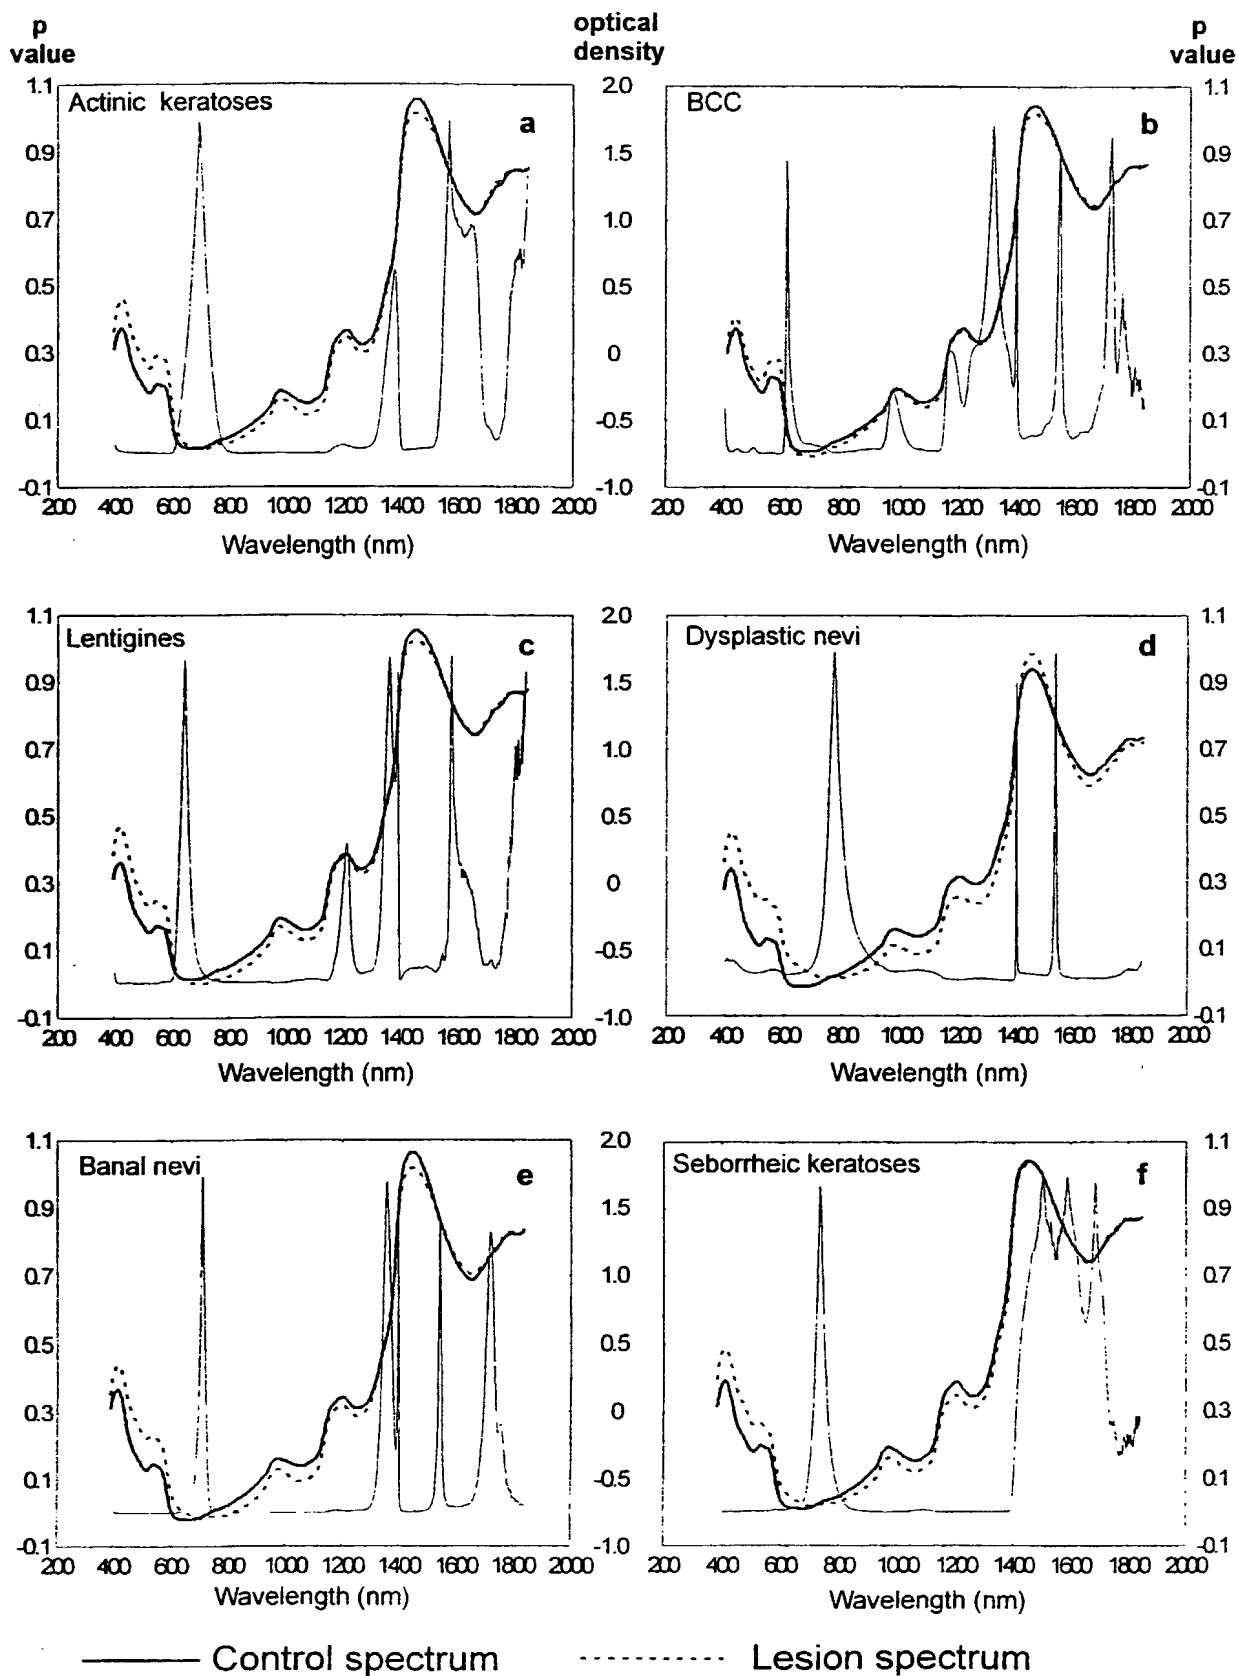 p value
optical density
p value
1.1
0.9
0.7
0.5
0.3
0.1
-0.1
Actinic keratoses
a
2.0
1.5
1.0
0.5
0
-0.5
-1.0
200 400 600 800 1000 1200 1400 1600 1800 2000
Wavelength (nm)
BCC
b
1.1
0.9
0.7
0.5
0.3
0.1
-0.1
200 400 600 800 1000 1200 1400 1600 1800 2000
Wavelength (nm)
1.1
0.9
0.7
0.5
0.3
0.1
-0.1
Lentigines
c
2.0
1.5
1.0
0.5
0
-0.5
-1.0
200 400 600 800 1000 1200 1400 1600 1800 2000
Wavelength (nm)
Dysplastic nevi
d
1.1
0.9
0.7
0.5
0.3
0.1
-0.1
200 400 600 800 1000 1200 1400 1600 1800 2000
Wavelength (nm)
1.1
0.9
0.7
0.5
0.3
0.1
-0.1
Banal nevi
e
2.0
1.5
1.0
0.5
0
-0.5
-1.0
200 400 600 800 1000 1200 1400 1600 1800 2000
Wavelength (nm)
Seborrheic keratoses
f
1.1
0.9
0.7
0.5
0.3
0.1
-0.1
200 400 600 800 1000 1200 1400 1600 1800 2000
Wavelength (nm)
Control spectrum
Lesion spectrum